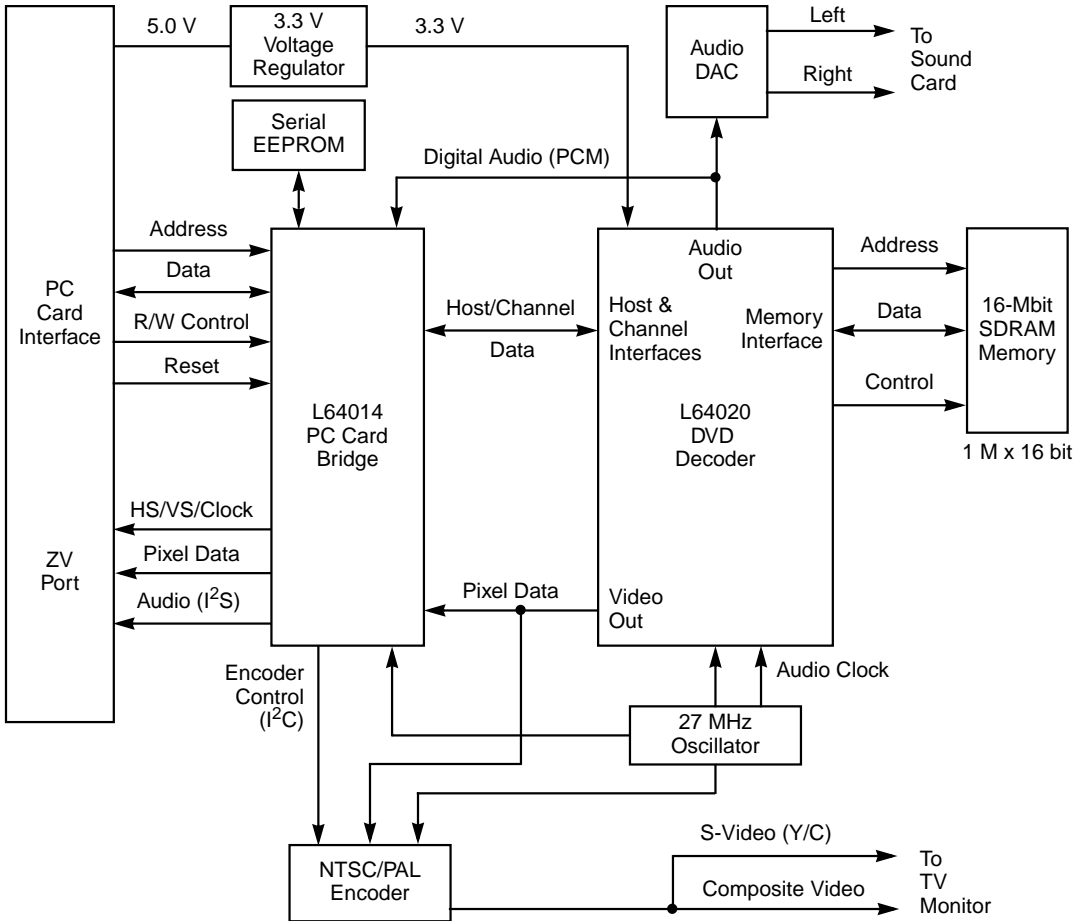 5.0 V
3.3 V
Voltage
Regulator
3.3 V
Audio
DAC
Left
Right
To
Sound
Card
Serial
EEPROM
Digital Audio (PCM)
PC
Card
Interface
Address
Data
R/W Control
Reset
L64014
PC Card
Bridge
Host/Channel
Data
Audio
Out
Host &
Channel
Interfaces
Memory
Interface
L64020
DVD
Decoder
Address
Data
Control
16-Mbit
SDRAM
Memory
1 M x 16 bit
ZV
Port
HS/VS/Clock
Pixel Data
Audio (I²S)
Pixel Data
Video
Out
Encoder
Control
(I²C)
Audio Clock
27 MHz
Oscillator
NTSC/PAL
Encoder
S-Video (Y/C)
Composite Video
To
TV
Monitor